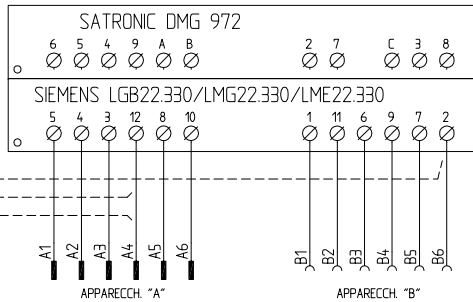 SATRONIC DMG 972
6 5 4 9 A B 2 7 C 3 8
SIEMENS LGB22.330/LMG22.330/LME22.330
5 4 3 12 8 10 1 11 6 9 7 2
A1 A2 A3 A4 A5 A6 B1 B2 B3 B4 B5 B6
APPARECCH. "A" APPARECCH. "B"